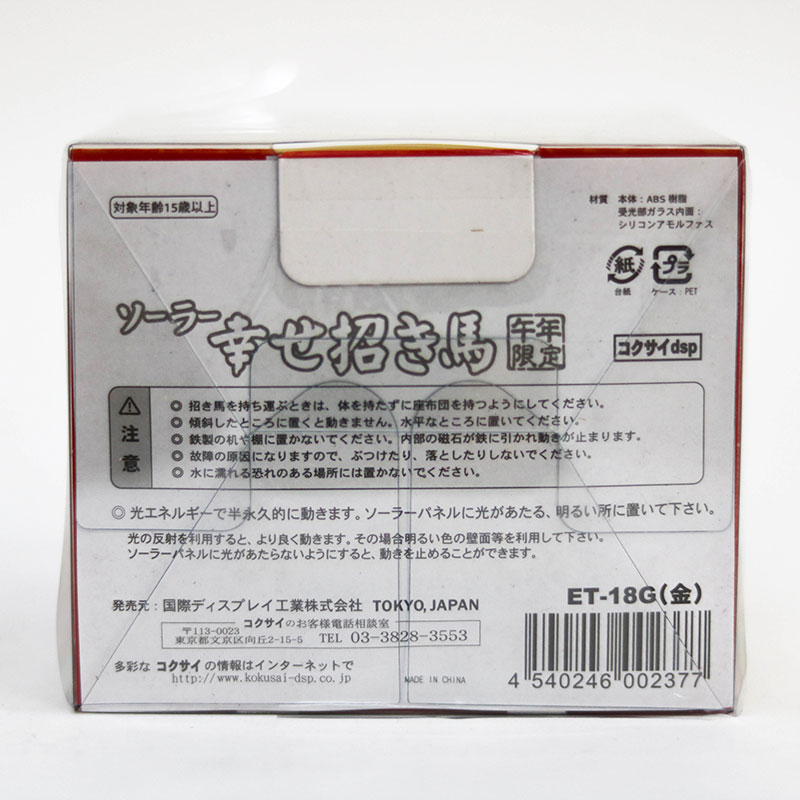 対象年齢15歳以上
材質 本体：ABS樹脂
受光部ガラス内面：
シリコンアモルファス
紙
プラ
台紙
ケース：PET
ソーラー
幸せ招き馬
午年
限定
コクサイdsp
注意
◎ 招き馬を持ち運ぶときは、体を持たずに座布団を持つようにしてください。
◎ 傾斜したところに置くと動きません。水平なところに置いてください。
◎ 鉄製の机や棚に置かないでください。内部の磁石が鉄に引かれ動きが止まります。
◎ 故障の原因になりますので、ぶつけたり、落としたりしないでください。
◎ 水に濡れる恐れのある場所には置かないでください。
◎ 光エネルギーで半永久的に動きます。ソーラーパネルに光があたる、明るい所に置いて下さい。
光の反射を利用すると、より良く動きます。その場合明るい色の壁面等を利用して下さい。
ソーラーパネルに光があたらないようにすると、動きを止めることができます。
ET-18G(金)
発売元：国際ディスプレイ工業株式会社 TOKYO, JAPAN
コクサイのお客様電話相談室
〒113-0023
東京都文京区向丘2-15-5
TEL 03-3828-3553
多彩な コクサイ の情報はインターネットで
http://www.kokusai-dsp.co.jp
MADE IN CHINA
4 540246 002377